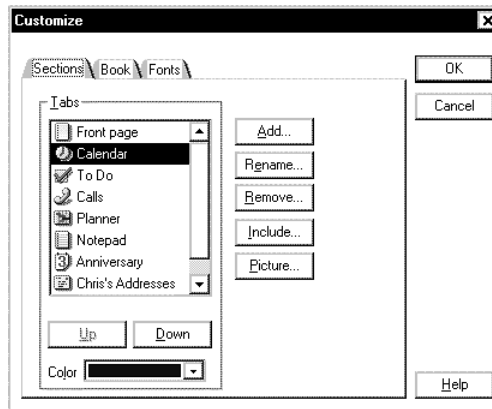 Customize
Sections Book Fonts
OK
Cancel
Tabs
Front page
Calendar
To Do
Calls
Planner
Notepad
Anniversary
Chris's Addresses
Add...
Rename...
Remove...
Include...
Picture...
Up Down
Color
Help